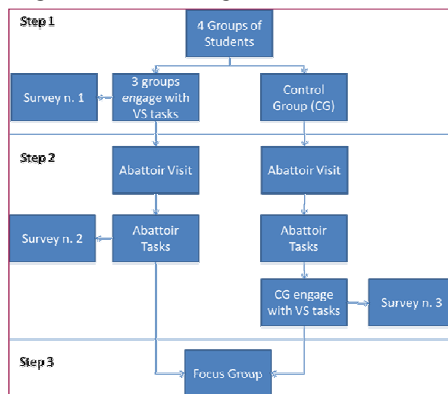 Step 1
4 Groups of
Students
Survey n. 1
3 groups
engage with
VS tasks
Control
Group (CG)
Step 2
Abattoir Visit
Abattoir Visit
Survey n. 2
Abattoir
Tasks
Abattoir
Tasks
CG engage
with VS tasks
Survey n. 3
Step 3
Focus Group